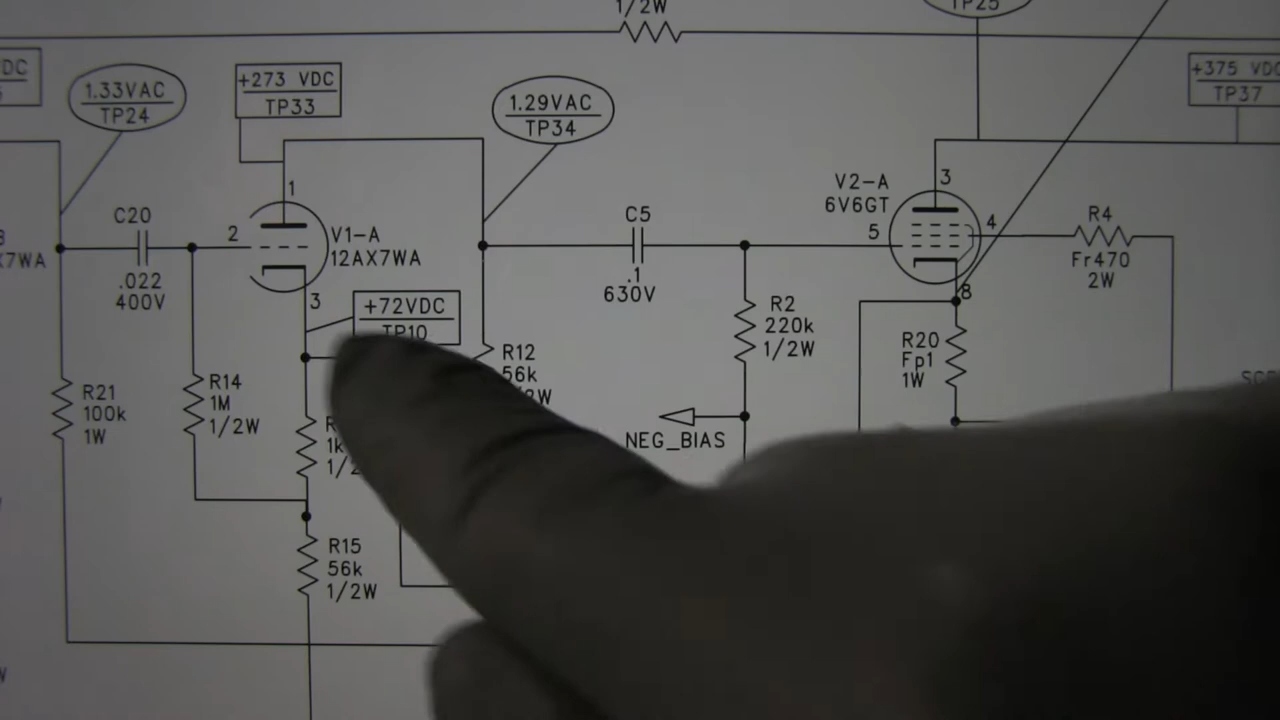 1/2W
TP25
DC
1.33VAC
TP24
+273 VDC
TP33
1.29VAC
TP34
+375 VDC
TP37
C20
.022
400V
2
1
3
V1-A
12AX7WA
X7WA
+72VDC
TP10
C5
.1
630V
V2-A
6V6GT
3
5
4
8
R4
Fr470
2W
R2
220k
1/2W
R20
Fp1
1W
R12
56k
R21
100k
1W
R14
1M
1/2W
NEG_BIAS
R15
56k
1/2W